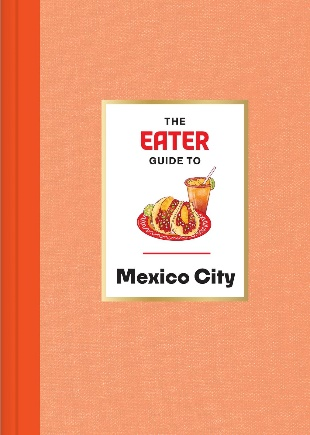 THE
EATER
GUIDE TO
Mexico City